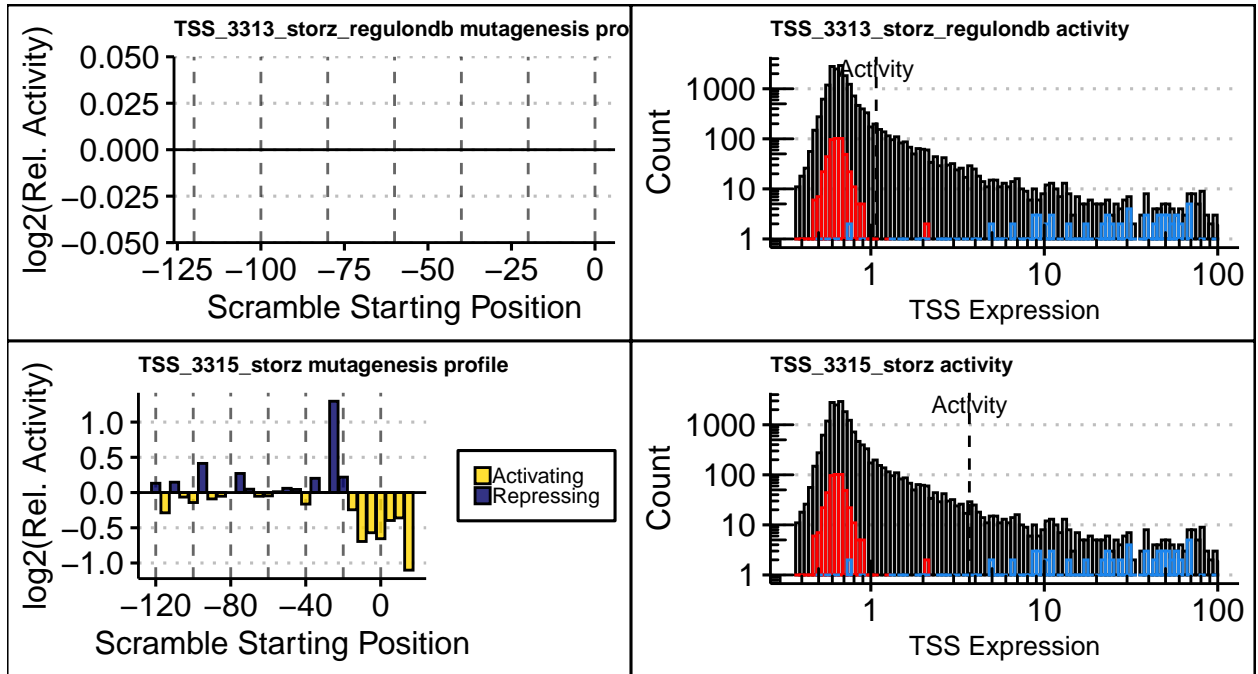 TSS_3313_storz_regulondb mutagenesis pro
log2(Rel. Activity)
0.050
0.025
0.000
−0.025
−0.050
−125 −100 −75 −50 −25 0
Scramble Starting Position
TSS_3313_storz_regulondb activity
Activity
Count
1000
100
10
1
1 10 100
TSS Expression
TSS_3315_storz mutagenesis profile
log2(Rel. Activity)
1.0
0.5
0.0
−0.5
−1.0
−120 −80 −40 0
Scramble Starting Position
Activating
Repressing
TSS_3315_storz activity
Activity
Count
1000
100
10
1
1 10 100
TSS Expression